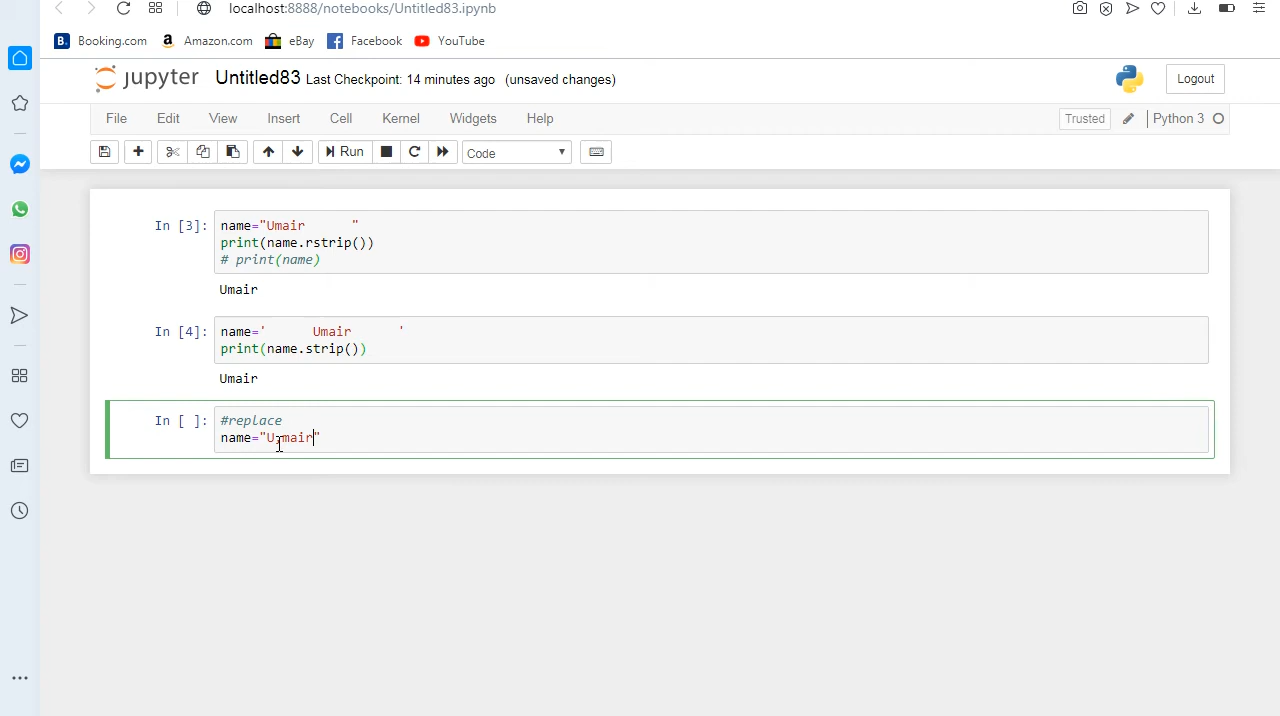 localhost:8888/notebooks/Untitled83.ipynb
B. Booking.com a Amazon.com eBay Facebook YouTube
jupyter Untitled83 Last Checkpoint: 14 minutes ago (unsaved changes) Logout
File Edit View Insert Cell Kernel Widgets Help Trusted Python 3
Run Code
In [3]: name="Umair      "
print(name.rstrip())
# print(name)
Umair
In [4]: name='      Umair      '
print(name.strip())
Umair
In [ ]: #replace
name="Umair"